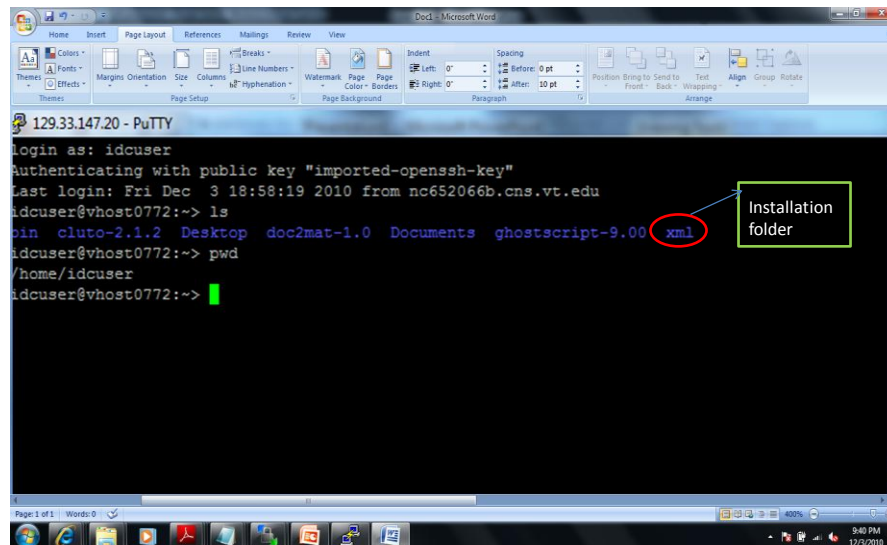 Doc1 - Microsoft Word
Home Insert Page Layout References Mailings Review View
Themes
Colors
Fonts
Effects
Themes
Margins Orientation Size Columns
Breaks
Line Numbers
Hyphenation
Page Setup
Watermark Page Color Page Borders
Page Background
Indent
Left: 0"
Right: 0"
Spacing
Before: 0 pt
After: 10 pt
Paragraph
Position Bring to Front Send to Back Text Wrapping Align Group Rotate
Arrange
129.33.147.20 - PuTTY
login as: idcuser
Authenticating with public key "imported-openssh-key"
Last login: Fri Dec 3 18:58:19 2010 from nc652066b.cns.vt.edu
idcuser@vhost0772:~> ls
bin cluto-2.1.2 Desktop doc2mat-1.0 Documents ghostscript-9.00 xml
idcuser@vhost0772:~> pwd
/home/idcuser
idcuser@vhost0772:~>
Installation
folder
Page: 1 of 1 Words: 0
400%
9:40 PM
12/3/2010